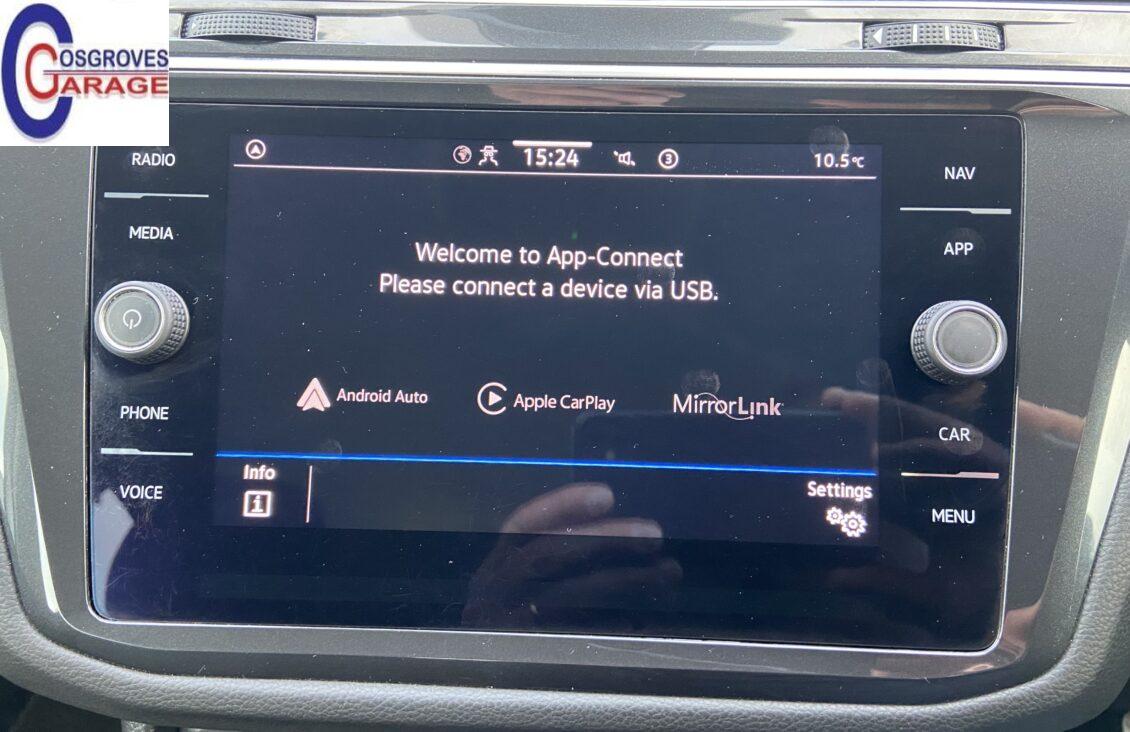 COSGROVES
GARAGE
RADIO
MEDIA
PHONE
VOICE
15:24
3
10.5°C
Welcome to App-Connect
Please connect a device via USB.
Android Auto
Apple CarPlay
MirrorLink
Info
i
Settings
NAV
APP
CAR
MENU